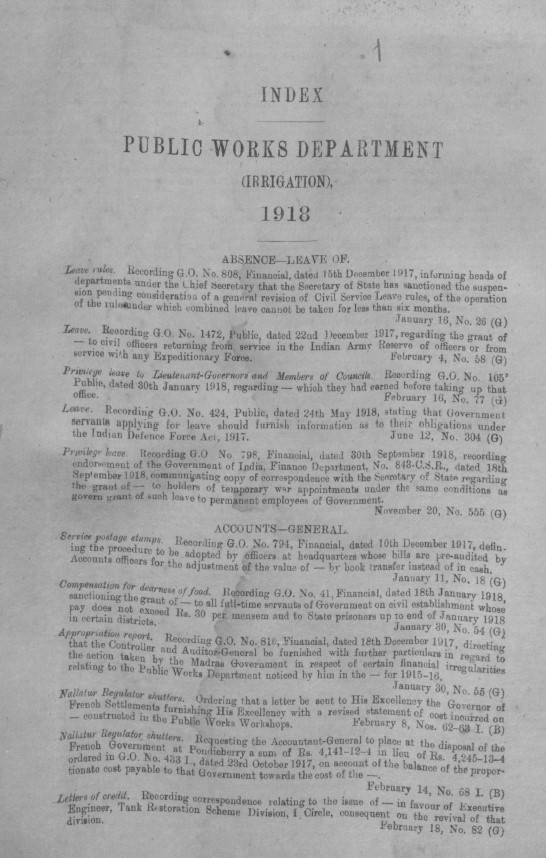 1
INDEX
PUBLIC WORKS DEPARTMENT
(IRRIGATION),
1918
ABSENCE—LEAVE OF.
Leave rules. Recording G.O. No. 898, Financial, dated 15th December 1917, informing heads of
departments under the Chief Secretary that the Secretary of State has sanctioned the suspen-
sion pending consideration of a general revision of Civil Service Leave rules, of the operation
of the rule under which combined leave cannot be taken for less than six months.
January 16, No. 26 (G)
Leave. Recording G.O. No. 1472, Public, dated 22nd December 1917, regarding the grant of
— to civil officers returning from service in the Indian Army Reserve of officers or from
service with any Expeditionary Force. February 4, No. 58 (G)
Privilege leave to Lieutenant-Governors and Members of Councils. Recording G.O. No. 105
Public, dated 30th January 1918, regarding — which they had earned before taking up that
office. February 16, No. 77 (G)
Leave. Recording G.O. No. 424, Public, dated 24th May 1918, stating that Government
servants applying for leave should furnish information as to their obligations under
the Indian Defence Force Act, 1917. June 12, No. 304 (G)
Privilege leave. Recording G.O No. 798, Financial, dated 30th September 1918, recording
endorsement of the Government of India, Finance Department, No. 843-C.S.R., dated 18th
September 1918, communicating copy of correspondence with the Secretary of State regarding
the grant of — to holders of temporary war appointments under the same conditions as
govern grant of such leave to permanent employees of Government.
November 20, No. 555 (G)
ACCOUNTS—GENERAL.
Service postage stamps. Recording G.O. No. 794, Financial, dated 10th December 1917, defin-
ing the procedure to be adopted by officers at headquarters whose bills are pre-audited by
Accounts officers for the adjustment of the value of — by book transfer instead of in cash.
January 11, No. 18 (G)
Compensation for dearness of food. Recording G.O. No. 41, Financial, dated 18th January 1918,
sanctioning the grant of — to all full-time servants of Government on civil establishment whose
pay does not exceed Rs. 30 per mensem and to State prisoners up to end of January 1918
in certain districts. January 30, No. 54 (G)
Appropriation report. Recording G.O. No. 816, Financial, dated 18th December 1917, directing
that the Controller and Auditor-General be furnished with further particulars in regard to
the action taken by the Madras Government in respect of certain financial irregularities
relating to the Public Works Department noticed by him in the — for 1915-16.
January 30, No. 55 (G)
Nallatur Regulator shutters. Ordering that a letter be sent to His Excellency the Governor of
French Settlements furnishing His Excellency with a revised statement of cost incurred on
— constructed in the Public Works Workshops. February 8, Nos. 62-63 I. (B)
Nallatur Regulator shutters. Requesting the Accountant-General to place at the disposal of the
French Government at Pondicherry a sum of Rs. 4,141-12-4 in lieu of Rs. 4,245-13-4
ordered in G.O. No. 433 I., dated 23rd October 1917, on account of the balance of the propor-
tionate cost payable to that Government towards the cost of the —.
February 14, No. 68 I. (B)
Letters of credit. Recording correspondence relating to the issue of — in favour of Executive
Engineer, Tank Restoration Scheme Division, I Circle, consequent on the revival of that
division. February 18, No. 82 (G)